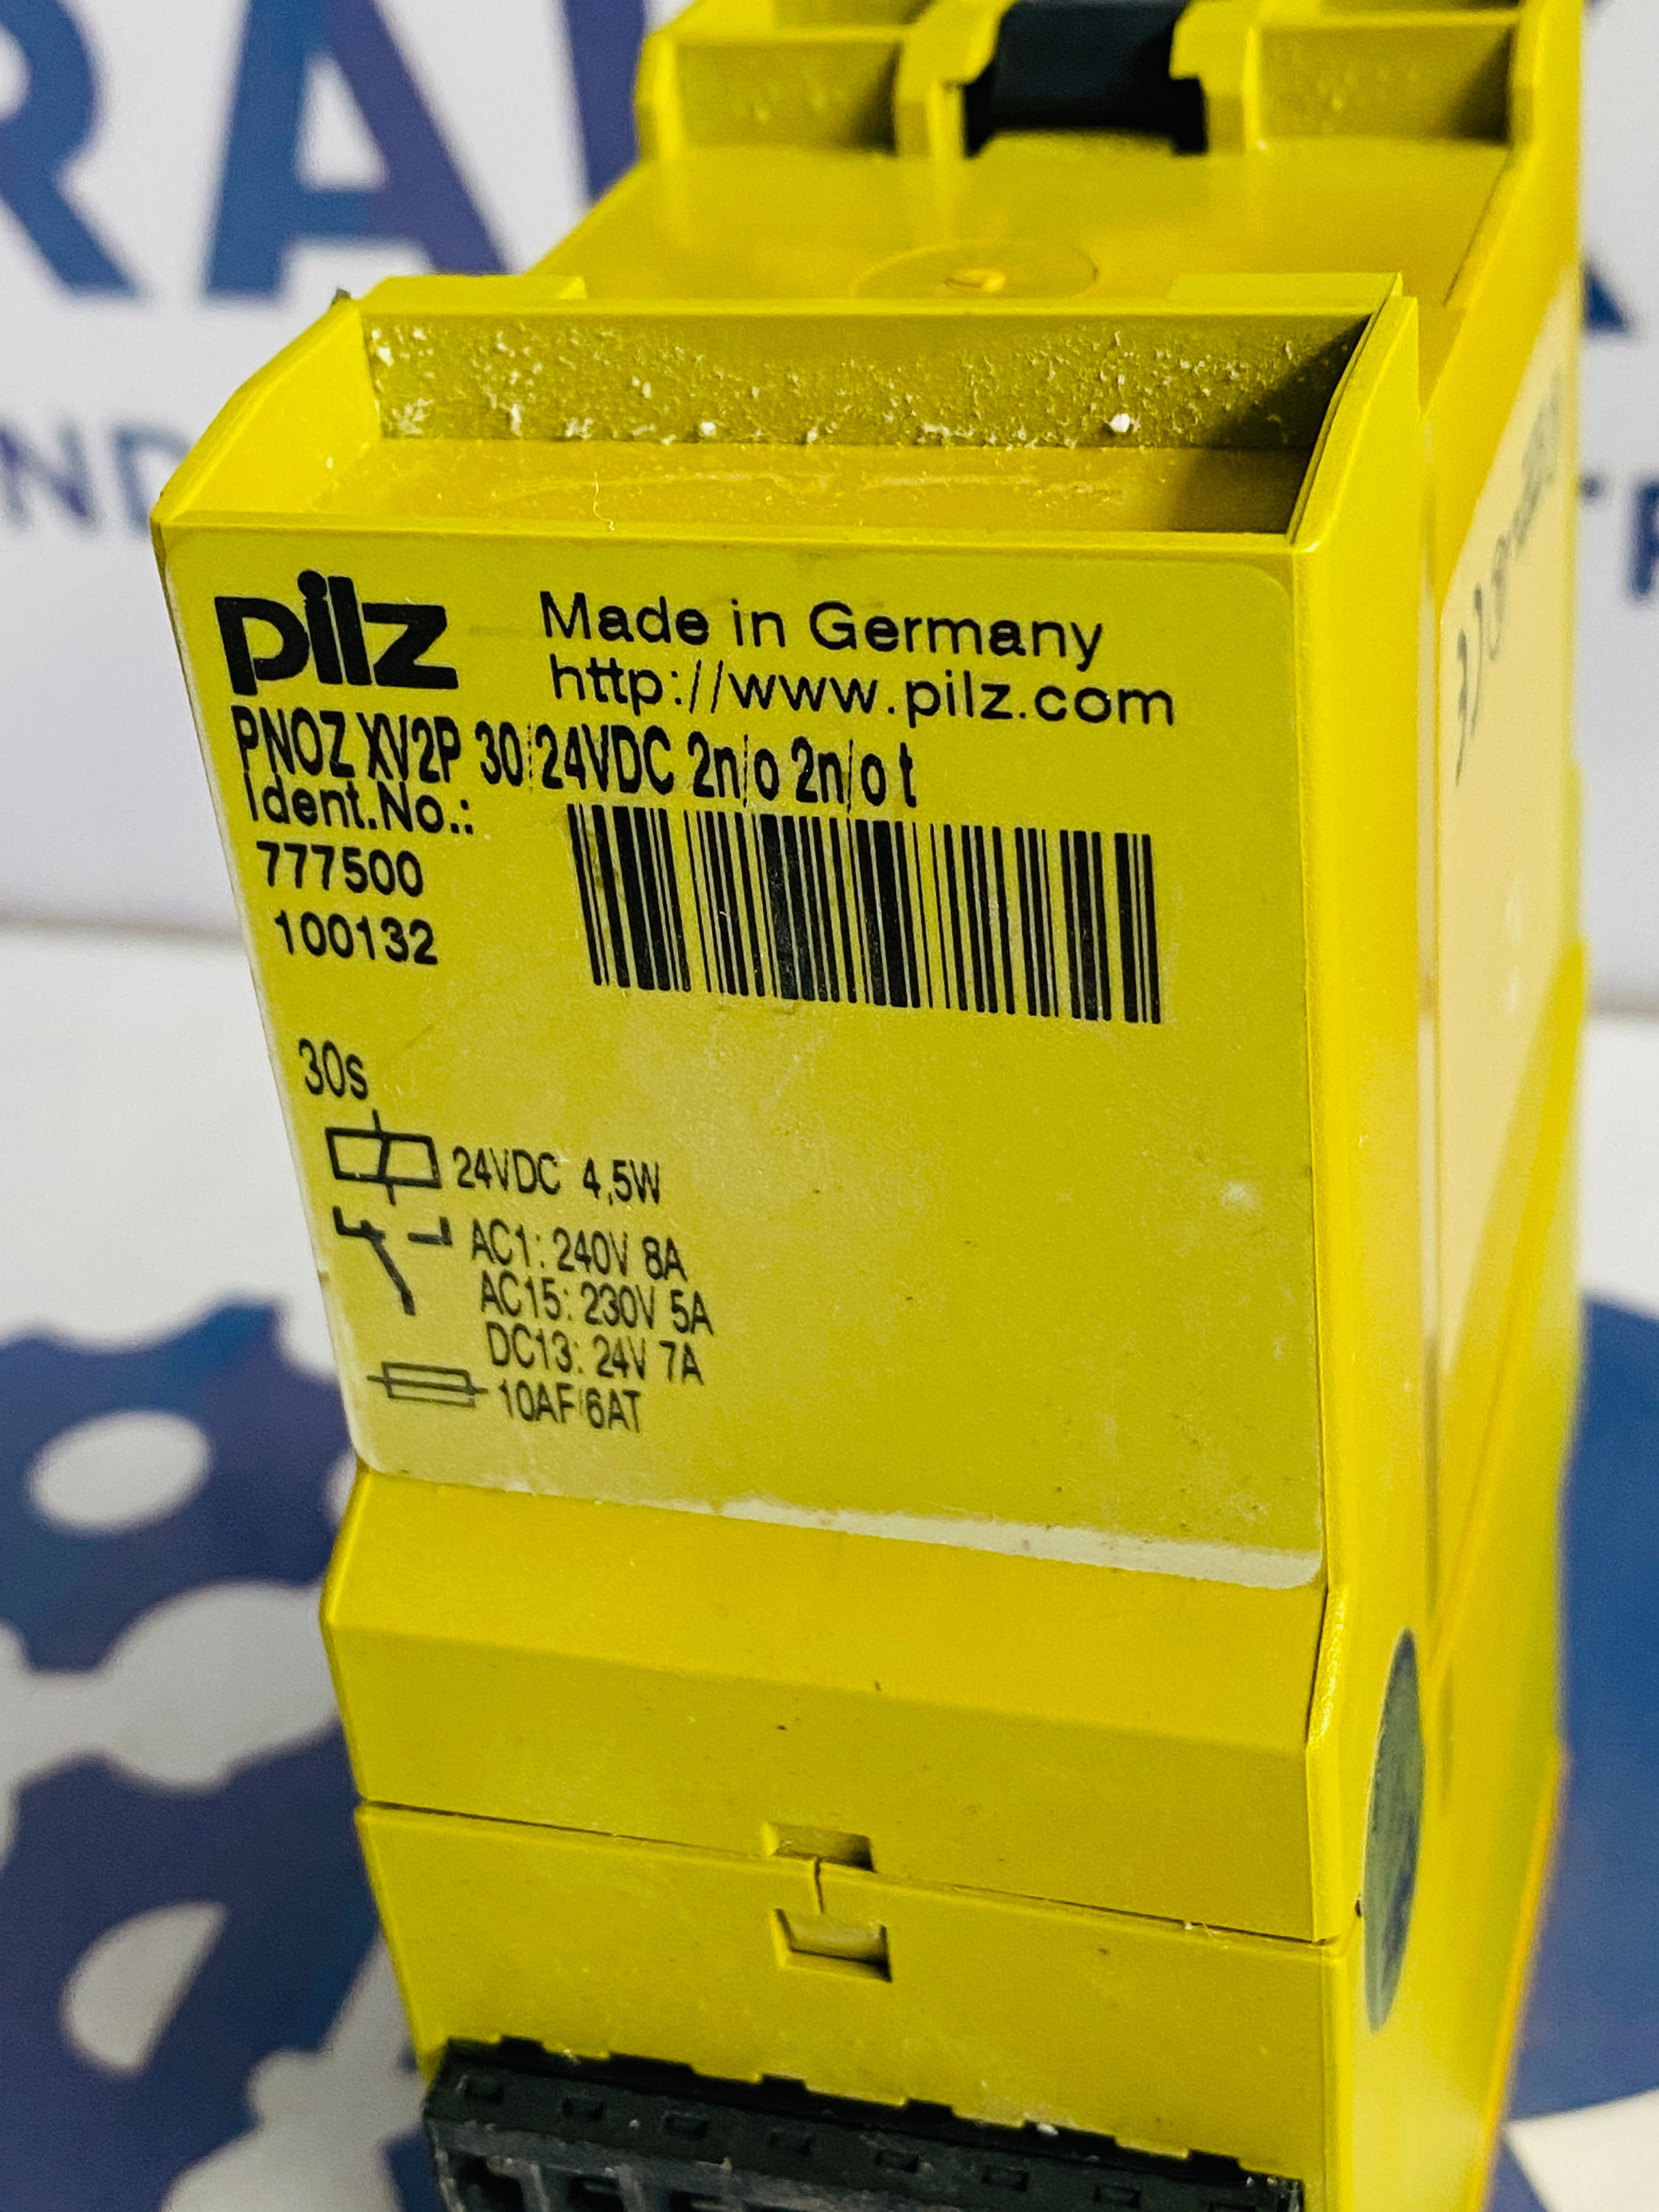 pilz
Made in Germany
http://www.pilz.com
PNOZ XV2P 30/24VDC 2n/o 2n/o t
Ident.No.:
777500
100132
30s
24VDC 4,5W
AC1: 240V 8A
AC15: 230V 5A
DC13: 24V 7A
10AF/6AT